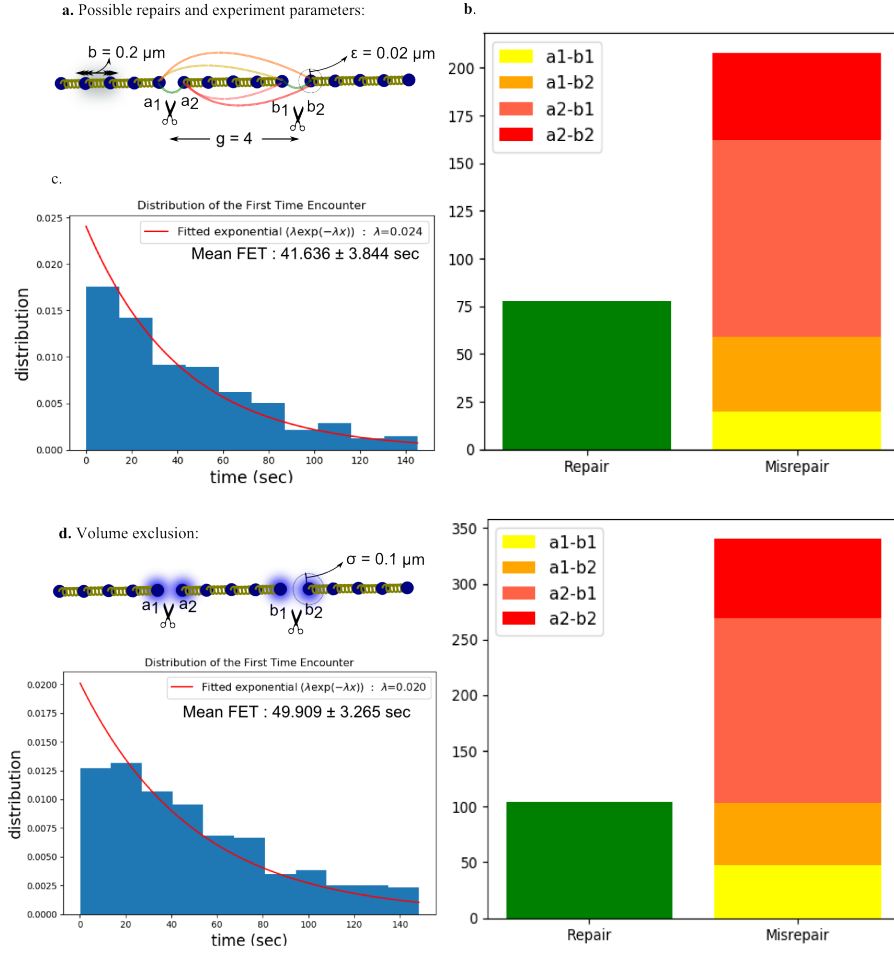 a. Possible repairs and experiment parameters:
b = 0.2 μm
ε = 0.02 μm
a1 a2 b1 b2
g = 4
b.
a1-b1
a1-b2
a2-b1
a2-b2
200
175
150
125
100
75
50
25
0
Repair Misrepair
c.
Distribution of the First Time Encounter
Fitted exponential (λexp(−λx)) : λ=0.024
Mean FET : 41.636 ± 3.844 sec
distribution
0.025
0.020
0.015
0.010
0.005
0.000
0 20 40 60 80 100 120 140
time (sec)
d. Volume exclusion:
σ = 0.1 μm
a1 a2 b1 b2
Distribution of the First Time Encounter
Fitted exponential (λexp(−λx)) : λ=0.020
Mean FET : 49.909 ± 3.265 sec
distribution
0.0200
0.0175
0.0150
0.0125
0.0100
0.0075
0.0050
0.0025
0.0000
0 20 40 60 80 100 120 140
time (sec)
a1-b1
a1-b2
a2-b1
a2-b2
350
300
250
200
150
100
50
0
Repair Misrepair